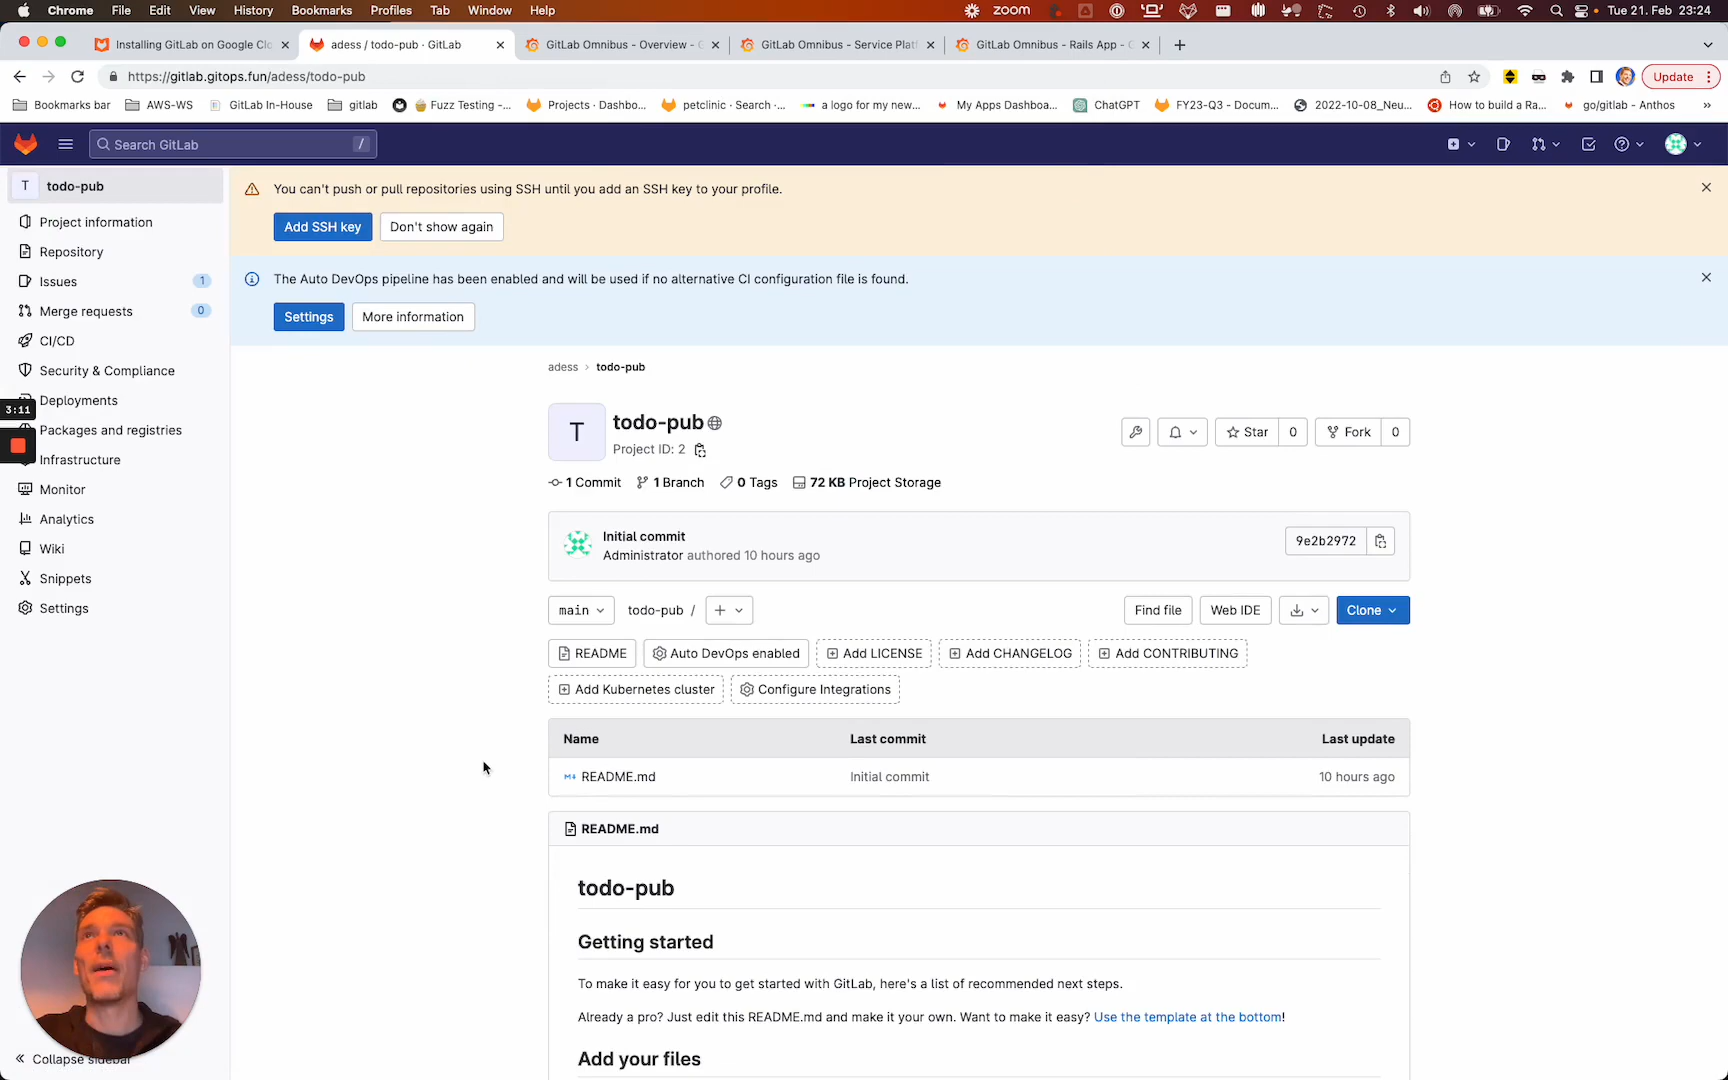 Chrome File Edit View History Bookmarks Profiles Tab Window Help zoom Tue 21. Feb 23:24
Installing GitLab on Google Clo adess / todo-pub · GitLab GitLab Omnibus - Overview - GitLab Omnibus - Service Platf GitLab Omnibus - Rails App -
https://gitlab.gitops.fun/adess/todo-pub Update
Bookmarks bar AWS-WS GitLab In-House gitlab Fuzz Testing -... Projects · Dashbo... petclinic · Search ·... a logo for my new... My Apps Dashboa... ChatGPT FY23-Q3 - Docum... 2022-10-08_Neu... How to build a Ra... go/gitlab - Anthos »
Search GitLab /
T todo-pub
Project information
Repository
Issues 1
Merge requests 0
CI/CD
Security & Compliance
Deployments
3:11
Packages and registries
Infrastructure
Monitor
Analytics
Wiki
Snippets
Settings
« Collapse sidebar
You can't push or pull repositories using SSH until you add an SSH key to your profile.
Add SSH key Don't show again
The Auto DevOps pipeline has been enabled and will be used if no alternative CI configuration file is found.
Settings More information
adess › todo-pub
T
todo-pub
Project ID: 2
Star 0 Fork 0
1 Commit 1 Branch 0 Tags 72 KB Project Storage
Initial commit
Administrator authored 10 hours ago
9e2b2972
main todo-pub / + Find file Web IDE Clone
README Auto DevOps enabled Add LICENSE Add CHANGELOG Add CONTRIBUTING
Add Kubernetes cluster Configure Integrations
Name Last commit Last update
README.md Initial commit 10 hours ago
README.md
todo-pub
Getting started
To make it easy for you to get started with GitLab, here's a list of recommended next steps.
Already a pro? Just edit this README.md and make it your own. Want to make it easy? Use the template at the bottom!
Add your files